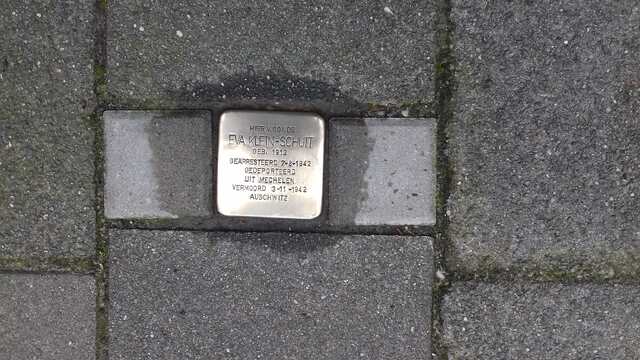 HIER WOONDE
EVA KLEIN-SCHUIT
GEB. 1912
GEARRESTEERD 7-8-1942
GEDEPORTEERD
UIT MECHELEN
VERMOORD 3-11-1942
AUSCHWITZ